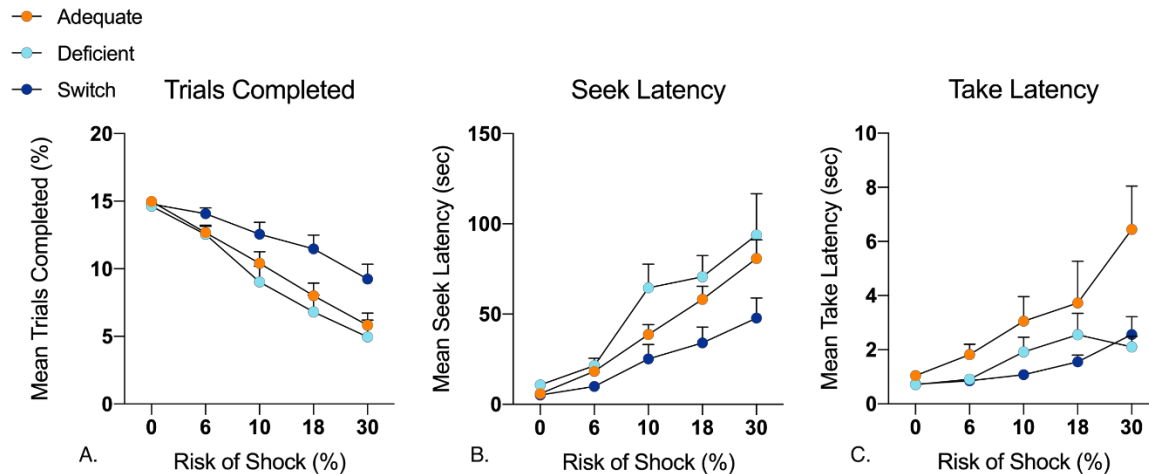 Adequate
Deficient
Switch
Trials Completed
Mean Trials Completed (%)
20
15
10
5
0
0 6 10 18 30
A.
Risk of Shock (%)
Seek Latency
Mean Seek Latency (sec)
150
100
50
0
0 6 10 18 30
B.
Risk of Shock (%)
Take Latency
Mean Take Latency (sec)
10
8
6
4
2
0
0 6 10 18 30
C.
Risk of Shock (%)